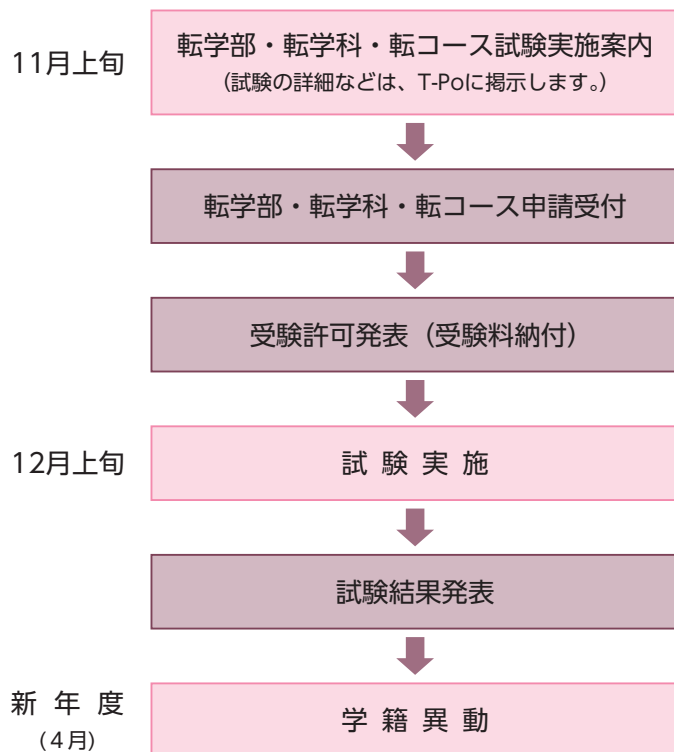 11月上旬
転学部・転学科・転コース試験実施案内
(試験の詳細などは、T-Poに掲示します。)
転学部・転学科・転コース申請受付
受験許可発表（受験料納付）
12月上旬
試 験 実 施
試験結果発表
新 年 度
(４月)
学 籍 異 動